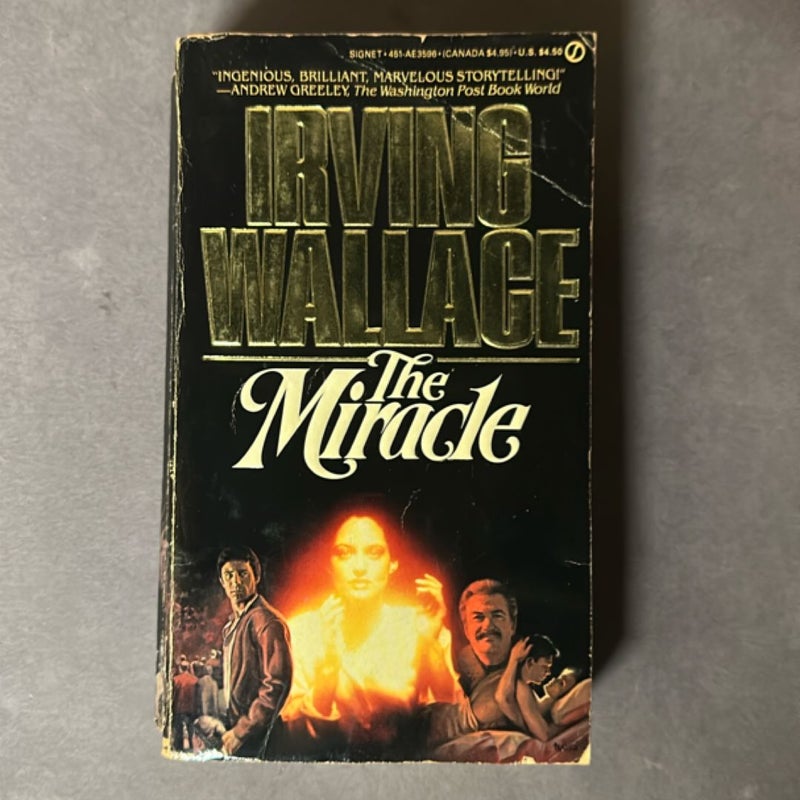 SIGNET • 451-AE3596 • (CANADA $4.95) • U.S. $4.50
"INGENIOUS, BRILLIANT, MARVELOUS STORYTELLING!"
—ANDREW GREELEY, The Washington Post Book World
IRVING
WALLACE
The
Miracle